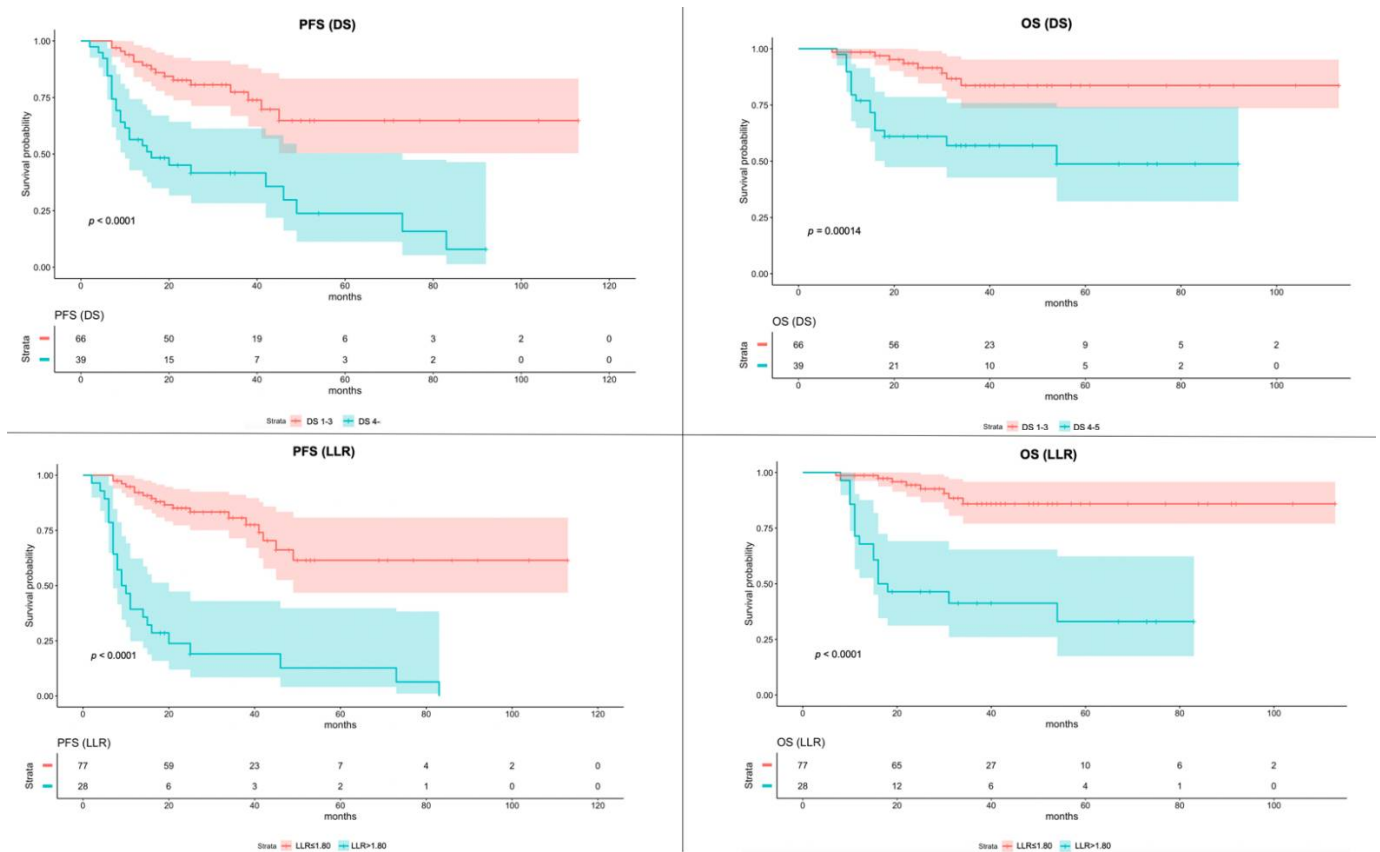 PFS (DS)
1.00
0.75
0.50
0.25
0.00
Survival probability
p < 0.0001
0 20 40 60 80 100 120
months
PFS (DS)
Strata
66 50 19 6 3 2 0
39 15 7 3 2 0 0
0 20 40 60 80 100 120
months
Strata DS 1-3 DS 4-
OS (DS)
1.00
0.75
0.50
0.25
0.00
Survival probability
p = 0.00014
0 20 40 60 80 100
months
OS (DS)
Strata
66 56 23 9 5 2
39 21 10 5 2 0
0 20 40 60 80 100
months
Strata DS 1-3 DS 4-5
PFS (LLR)
1.00
0.75
0.50
0.25
0.00
Survival probability
p < 0.0001
0 20 40 60 80 100 120
months
PFS (LLR)
Strata
77 59 23 7 4 2 0
28 6 3 2 1 0 0
0 20 40 60 80 100 120
months
Strata LLR≤1.80 LLR>1.80
OS (LLR)
1.00
0.75
0.50
0.25
0.00
Survival probability
p < 0.0001
0 20 40 60 80 100
months
OS (LLR)
Strata
77 65 27 10 6 2
28 12 6 4 1 0
0 20 40 60 80 100
months
Strata LLR≤1.80 LLR>1.80